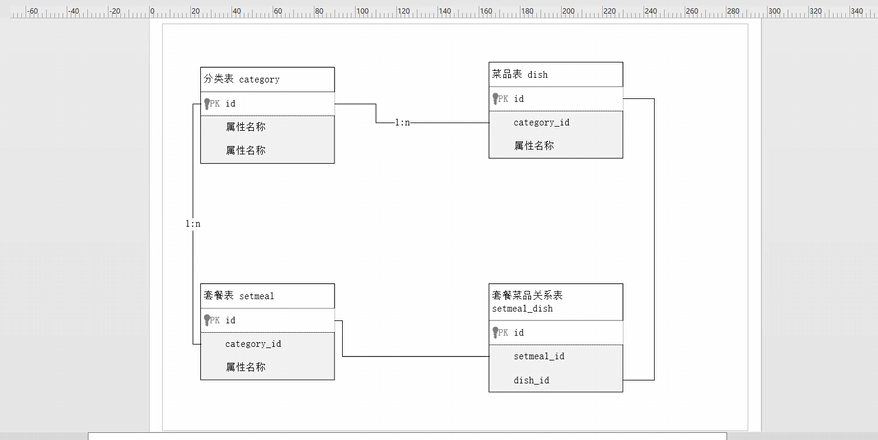 -60 -40 -20 0 20 40 60 80 100 120 140 160 180 200 220 240 260 280 300 320 340
分类表 category
PK id
属性名称
属性名称
菜品表 dish
PK id
category_id
属性名称
1:n
1:n
套餐表 setmeal
PK id
category_id
属性名称
套餐菜品关系表
setmeal_dish
PK id
setmeal_id
dish_id